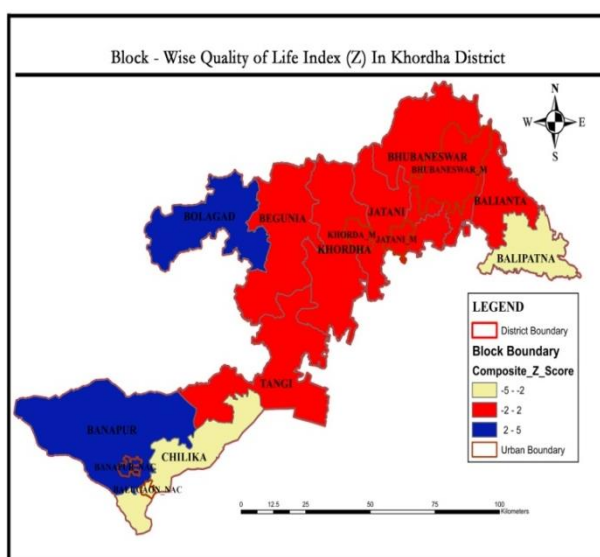 Block - Wise Quality of Life Index (Z) In Khordha District
N
W E
S
BHUBANESWAR
BHUBANESWAR_M
BOLAGAD
BEGUNIA
JATANI
BALIANTA
KHORDA_M
JATANI_M
KHORDHA
BALIPATNA
LEGEND
District Boundary
Block Boundary
Composite_Z_Score
-5 - -2
-2 - 2
2 - 5
Urban Boundary
TANGI
BANAPUR
CHILIKA
BANAPUR_NAC
BALUGAON_NAC
0 12.5 25 50 75 100
Kilometers